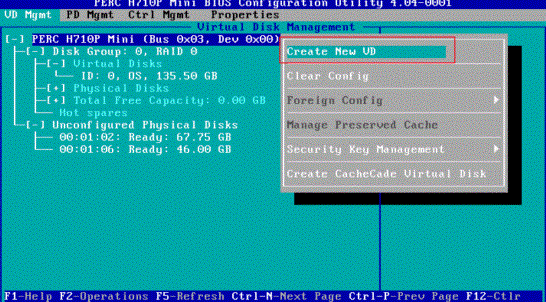 PERC H710P Mini BIOS Configuration Utility 4.04-0001
VD Mgmt PD Mgmt Ctrl Mgmt Properties
Virtual Disk Management
[-] PERC H710P Mini (Bus 0x03, Dev 0x00)
[-] Disk Group: 0, RAID 0
[-] Virtual Disks
ID: 0, OS, 135.50 GB
[+] Physical Disks
[+] Total Free Capacity: 0.00 GB
Hot spares
[-] Unconfigured Physical Disks
00:01:02: Ready: 67.75 GB
00:01:06: Ready: 46.00 GB
Create New VD
Clear Config
Foreign Config
Manage Preserved Cache
Security Key Management
Create CacheCade Virtual Disk
F1-Help F2-Operations F5-Refresh Ctrl-N-Next Page Ctrl-P-Prev Page F12-Ctlr